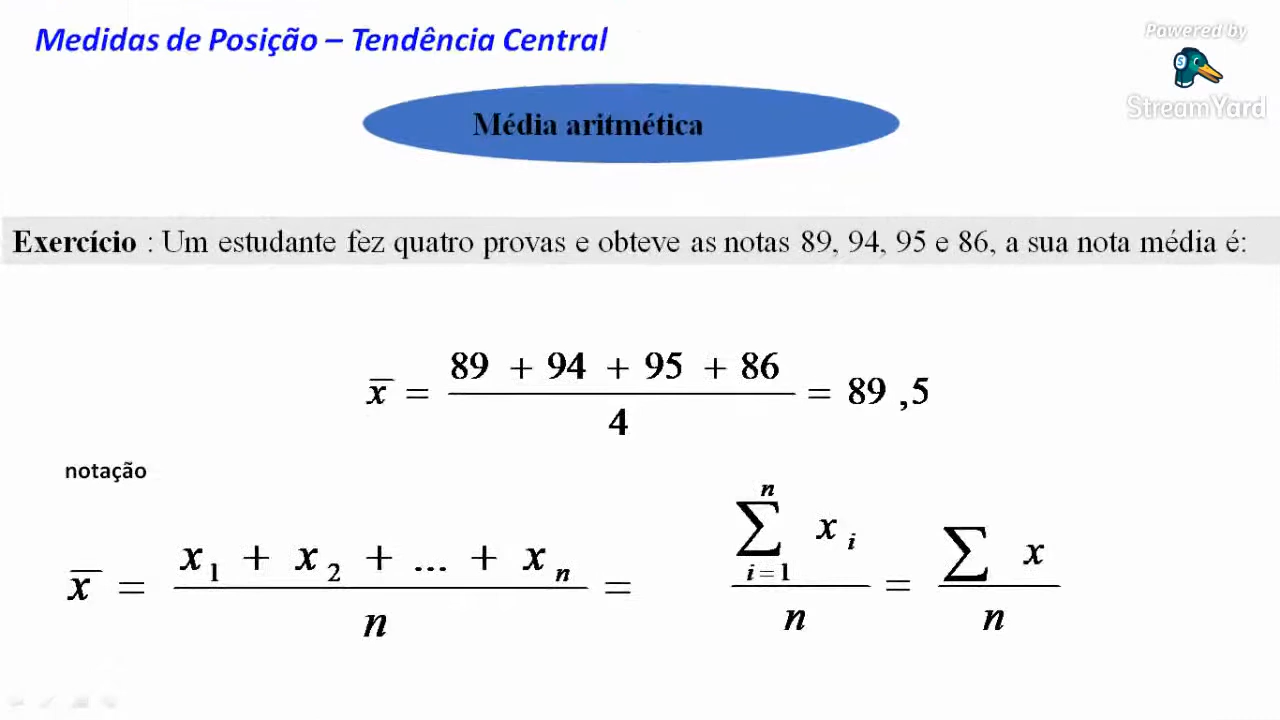 Medidas de Posição – Tendência Central
Powered by
StreamYard
Média aritmética
Exercício : Um estudante fez quatro provas e obteve as notas 89, 94, 95 e 86, a sua nota média é:
x̅ = (89 + 94 + 95 + 86) / 4 = 89 ,5
notação
x̅ = (x₁ + x₂ + ... + xₙ) / n = (∑ⁿᵢ₌₁ xᵢ) / n = (∑ x) / n